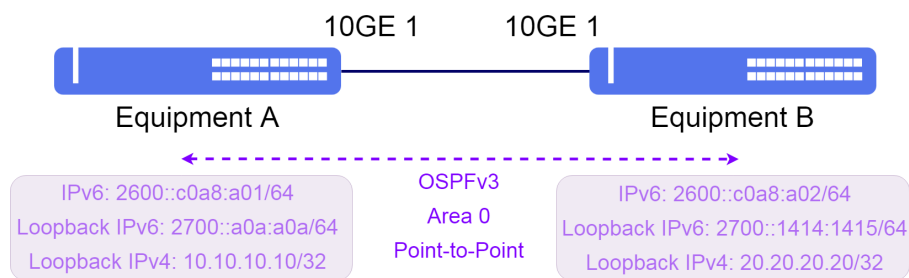 10GE 1
10GE 1
Equipment A
Equipment B
IPv6: 2600::c0a8:a01/64
Loopback IPv6: 2700::a0a:a0a/64
Loopback IPv4: 10.10.10.10/32
OSPFv3
Area 0
Point-to-Point
IPv6: 2600::c0a8:a02/64
Loopback IPv6: 2700::1414:1415/64
Loopback IPv4: 20.20.20.20/32